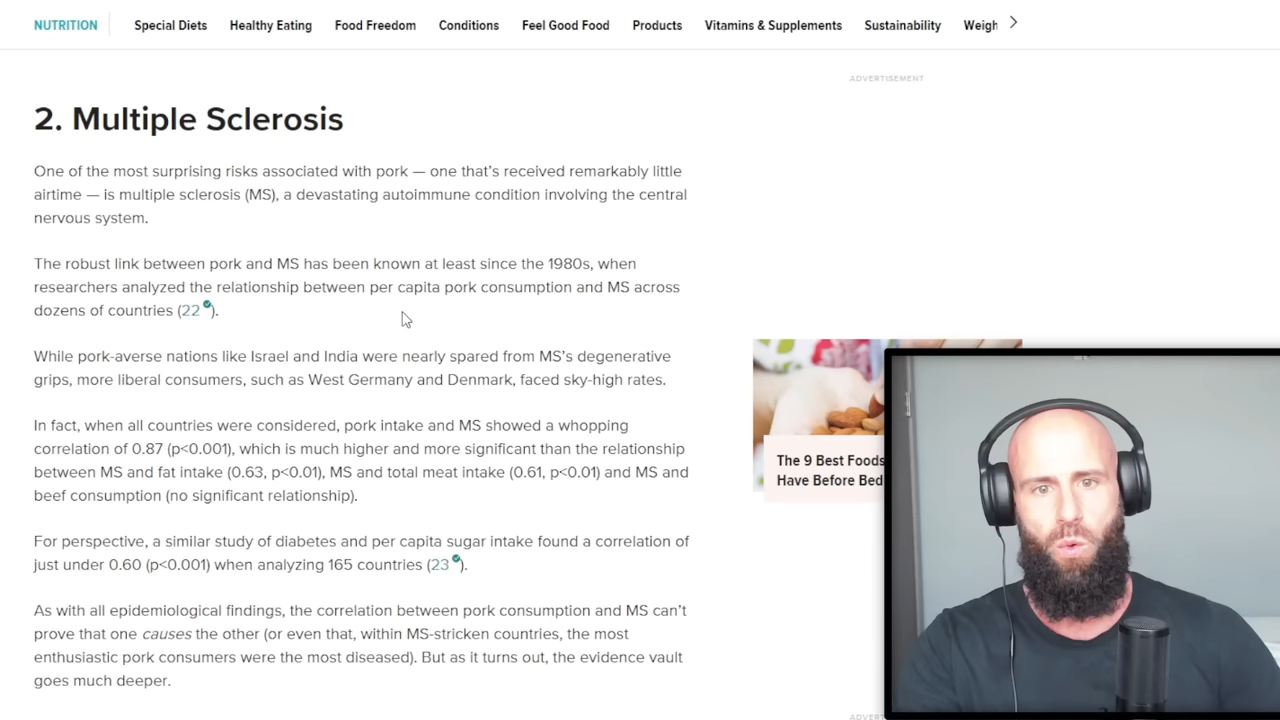 NUTRITION Special Diets Healthy Eating Food Freedom Conditions Feel Good Food Products Vitamins & Supplements Sustainability Weigh
ADVERTISEMENT
2. Multiple Sclerosis
One of the most surprising risks associated with pork — one that's received remarkably little
airtime — is multiple sclerosis (MS), a devastating autoimmune condition involving the central
nervous system.
The robust link between pork and MS has been known at least since the 1980s, when
researchers analyzed the relationship between per capita pork consumption and MS across
dozens of countries (22).
While pork-averse nations like Israel and India were nearly spared from MS's degenerative
grips, more liberal consumers, such as West Germany and Denmark, faced sky-high rates.
In fact, when all countries were considered, pork intake and MS showed a whopping
correlation of 0.87 (p<0.001), which is much higher and more significant than the relationship
between MS and fat intake (0.63, p<0.01), MS and total meat intake (0.61, p<0.01) and MS and
beef consumption (no significant relationship).
For perspective, a similar study of diabetes and per capita sugar intake found a correlation of
just under 0.60 (p<0.001) when analyzing 165 countries (23).
As with all epidemiological findings, the correlation between pork consumption and MS can't
prove that one causes the other (or even that, within MS-stricken countries, the most
enthusiastic pork consumers were the most diseased). But as it turns out, the evidence vault
goes much deeper.
The 9 Best Foods
Have Before Bed
ADVERT